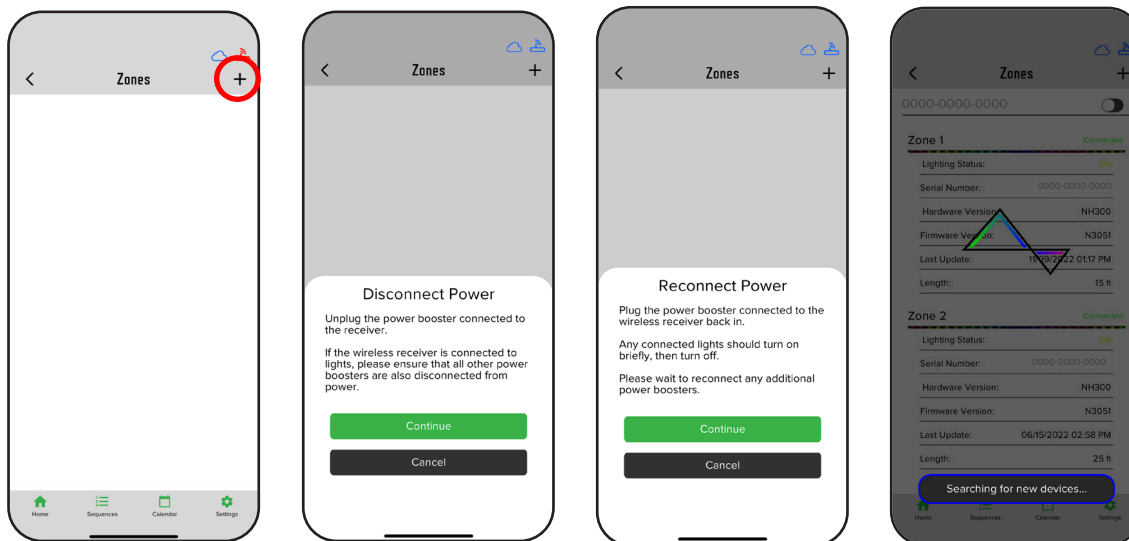 Zones
+
Home
Sequences
Calendar
Settings
Zones
+
Disconnect Power
Unplug the power booster connected to
the receiver.
If the wireless receiver is connected to
lights, please ensure that all other power
boosters are also disconnected from
power.
Continue
Cancel
Zones
+
Reconnect Power
Plug the power booster connected to the
wireless receiver back in.
Any connected lights should turn on
briefly, then turn off.
Please wait to reconnect any additional
power boosters.
Continue
Cancel
Zones
+
0000-0000-0000
Zone 1 Connected
Lighting Status: On
Serial Number: 0000-0000-0000
Hardware Version: NH300
Firmware Version: N3051
Last Update: 11/09/2022 01:17 PM
Length: 15 ft
Zone 2 Connected
Lighting Status: On
Serial Number: 0000-0000-0000
Hardware Version: NH300
Firmware Version: N3051
Last Update: 06/15/2022 02:58 PM
Length: 25 ft
Searching for new devices...
Home
Sequences
Calendar
Settings